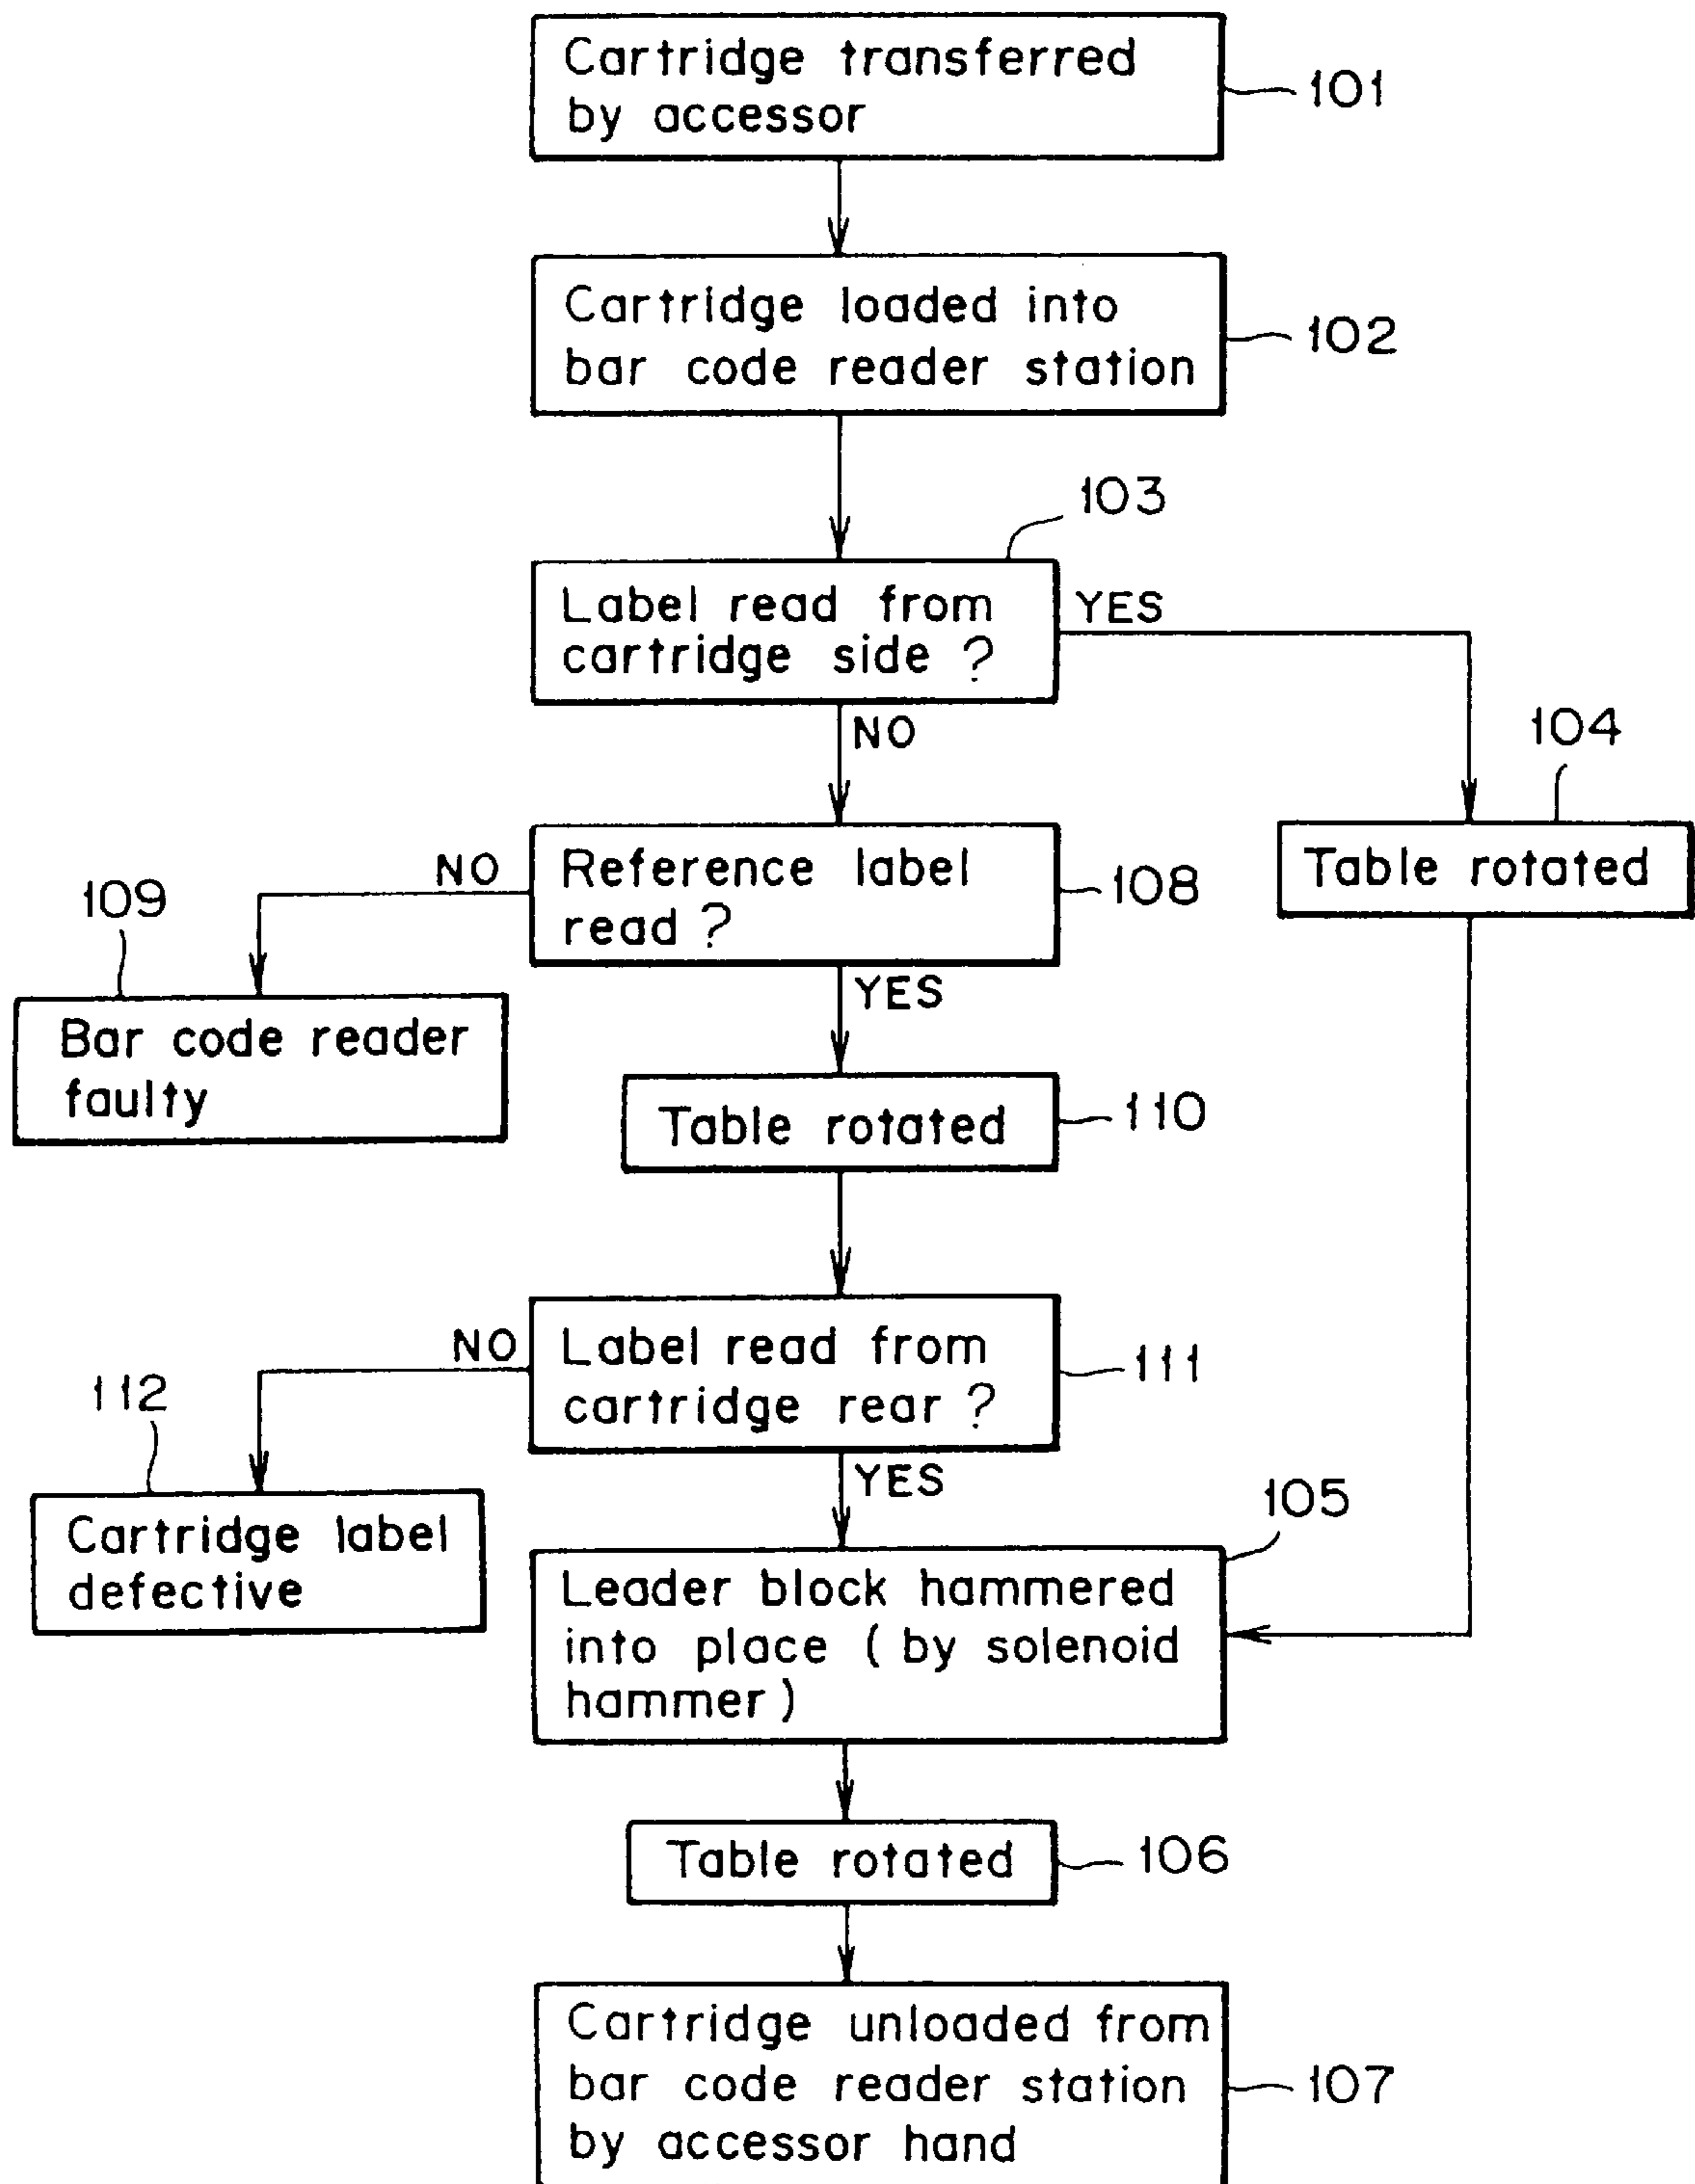 Cartridge transferred
by accessor
101
Cartridge loaded into
bar code reader station
102
103
Label read from
cartridge side ?
YES
NO
104
Table rotated
Reference label
read ?
108
NO
109
YES
Bar code reader
faulty
Table rotated
110
Label read from
cartridge rear ?
111
NO
112
YES
Cartridge label
defective
105
Leader block hammered
into place ( by solenoid
hammer )
Table rotated
106
Cartridge unloaded from
bar code reader station
by accessor hand
107